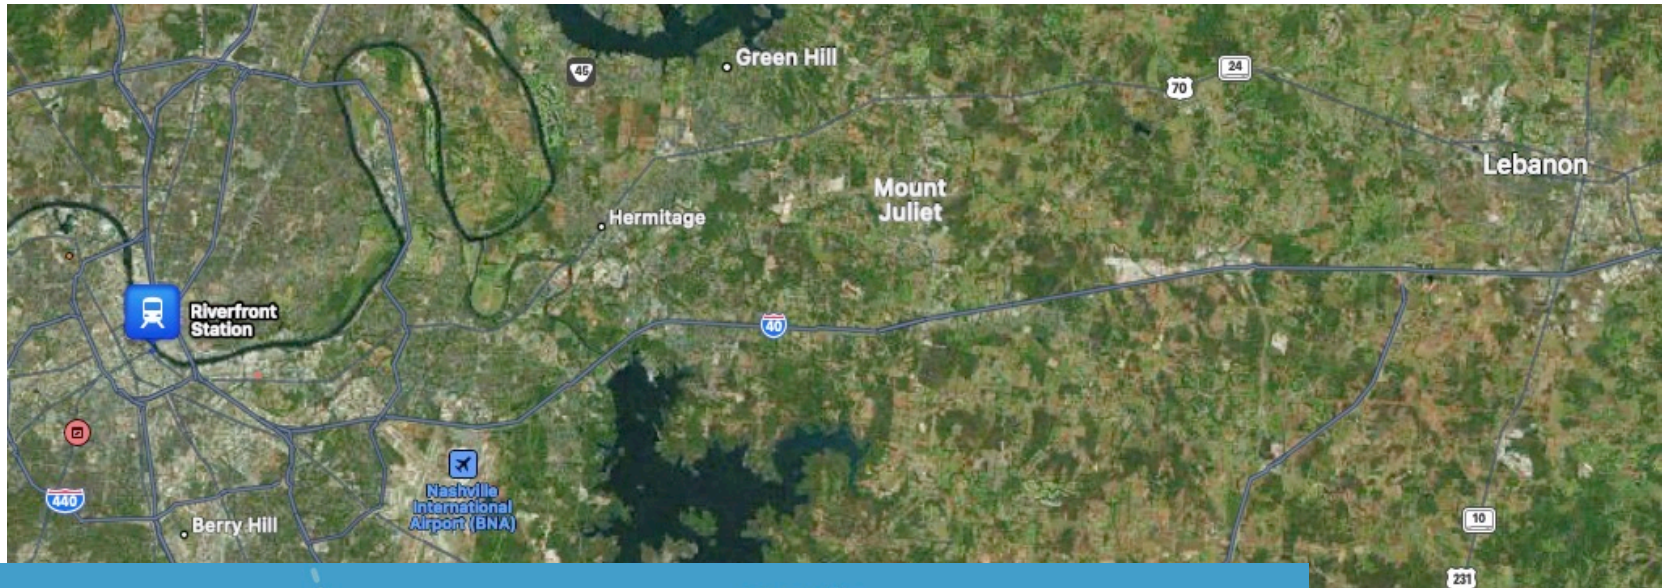 Green Hill
45
24
70
Lebanon
Mount
Juliet
Hermitage
Riverfront
Station
40
Nashville
International
Airport (BNA)
440
Berry Hill
10
231